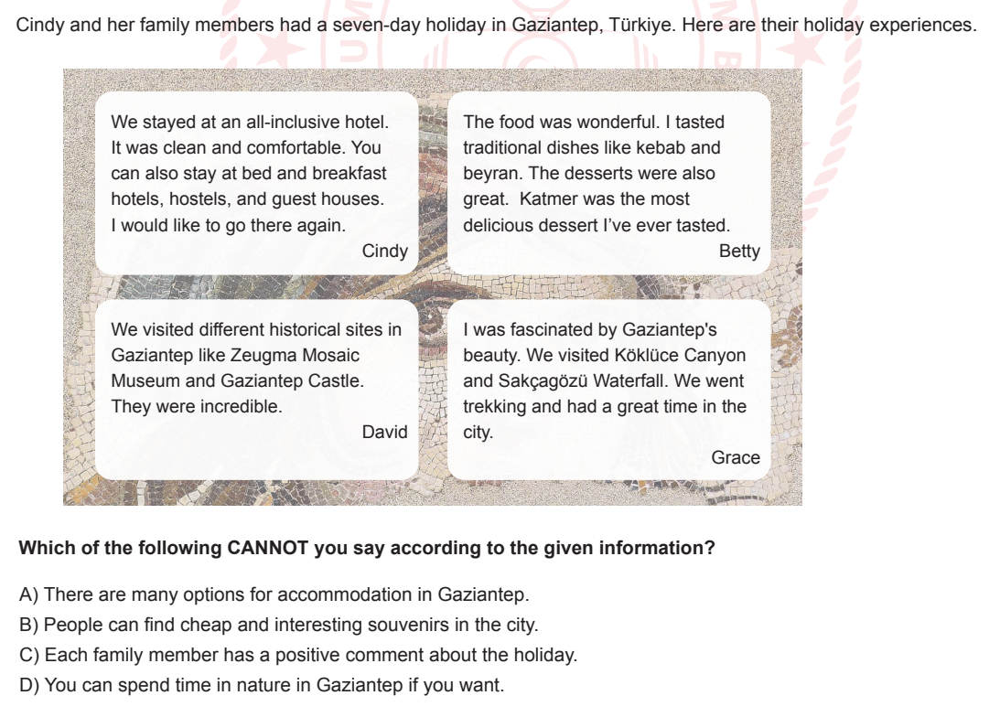 Cindy and her family members had a seven-day holiday in Gaziantep, Türkiye. Here are their holiday experiences.
We stayed at an all-inclusive hotel.
It was clean and comfortable. You
can also stay at bed and breakfast
hotels, hostels, and guest houses.
I would like to go there again.
Cindy
The food was wonderful. I tasted
traditional dishes like kebab and
beyran. The desserts were also
great.  Katmer was the most
delicious dessert I've ever tasted.
Betty
We visited different historical sites in
Gaziantep like Zeugma Mosaic
Museum and Gaziantep Castle.
They were incredible.
David
I was fascinated by Gaziantep's
beauty. We visited Köklüce Canyon
and Sakçagözü Waterfall. We went
trekking and had a great time in the
city.
Grace
Which of the following CANNOT you say according to the given information?
A) There are many options for accommodation in Gaziantep.
B) People can find cheap and interesting souvenirs in the city.
C) Each family member has a positive comment about the holiday.
D) You can spend time in nature in Gaziantep if you want.